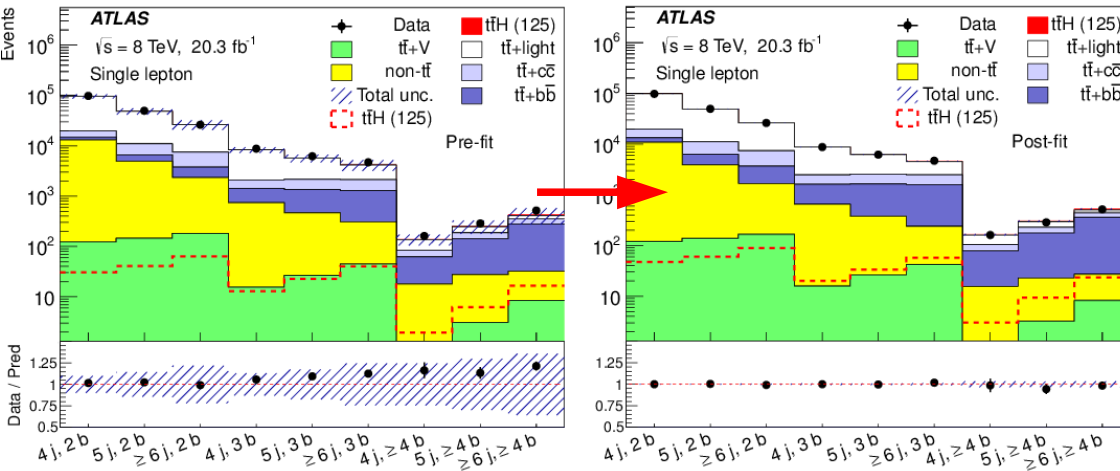 ATLAS
√s = 8 TeV, 20.3 fb⁻¹
Single lepton
Data
tt̄+V
non-tt̄
Total unc.
tt̄H (125)
tt̄H (125)
tt̄+light
tt̄+cc̄
tt̄+bb̄
Pre-fit
Events
10⁶
10⁵
10⁴
10³
10²
10
Data / Pred
1.25
1
0.75
0.5
4 j, 2 b
5 j, 2 b
≥ 6 j, 2 b
4 j, 3 b
5 j, 3 b
≥ 6 j, 3 b
4 j, ≥ 4 b
5 j, ≥ 4 b
≥ 6 j, ≥ 4 b
ATLAS
√s = 8 TeV, 20.3 fb⁻¹
Single lepton
Data
tt̄+V
non-tt̄
Total unc.
tt̄H (125)
tt̄H (125)
tt̄+light
tt̄+cc̄
tt̄+bb̄
Post-fit
10⁶
10⁵
10⁴
10²
10
1.25
1
0.75
0.5
4 j, 2 b
5 j, 2 b
≥ 6 j, 2 b
4 j, 3 b
5 j, 3 b
≥ 6 j, 3 b
4 j, ≥ 4 b
5 j, ≥ 4 b
≥ 6 j, ≥ 4 b